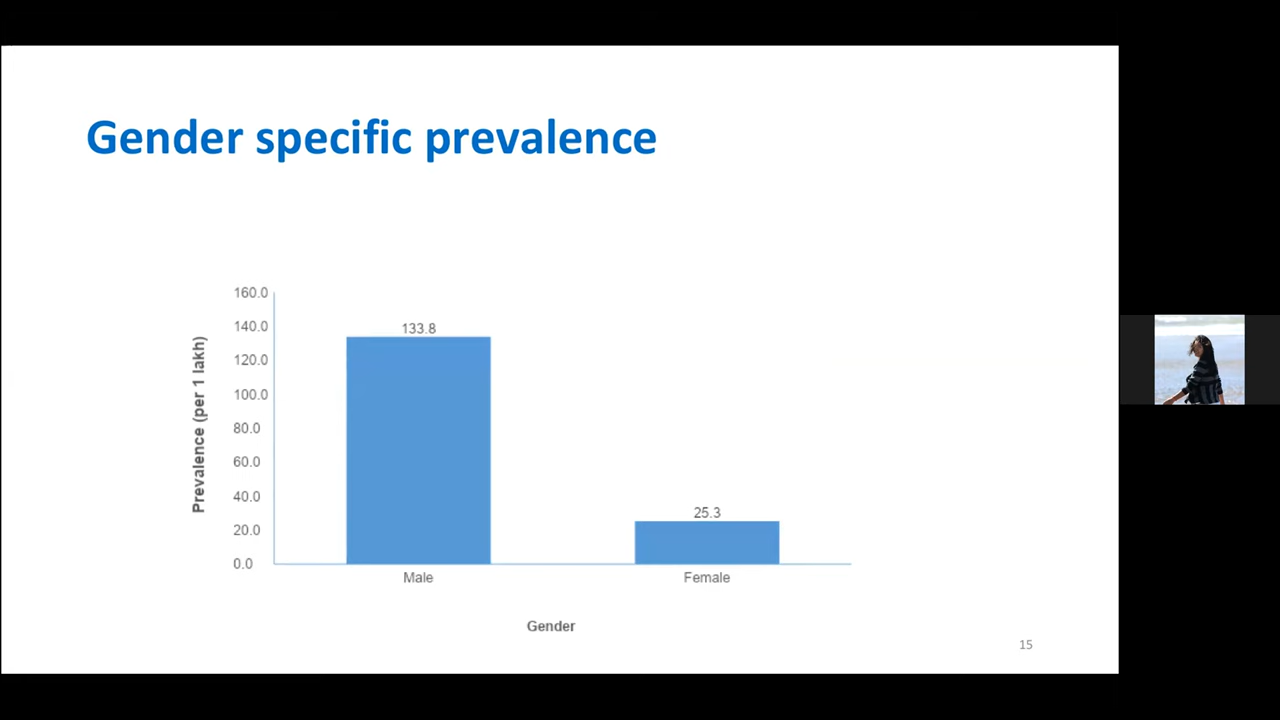 Gender specific prevalence
Prevalence (per 1 lakh)
160.0
140.0
120.0
100.0
80.0
60.0
40.0
20.0
0.0
133.8
25.3
Male
Female
Gender
15